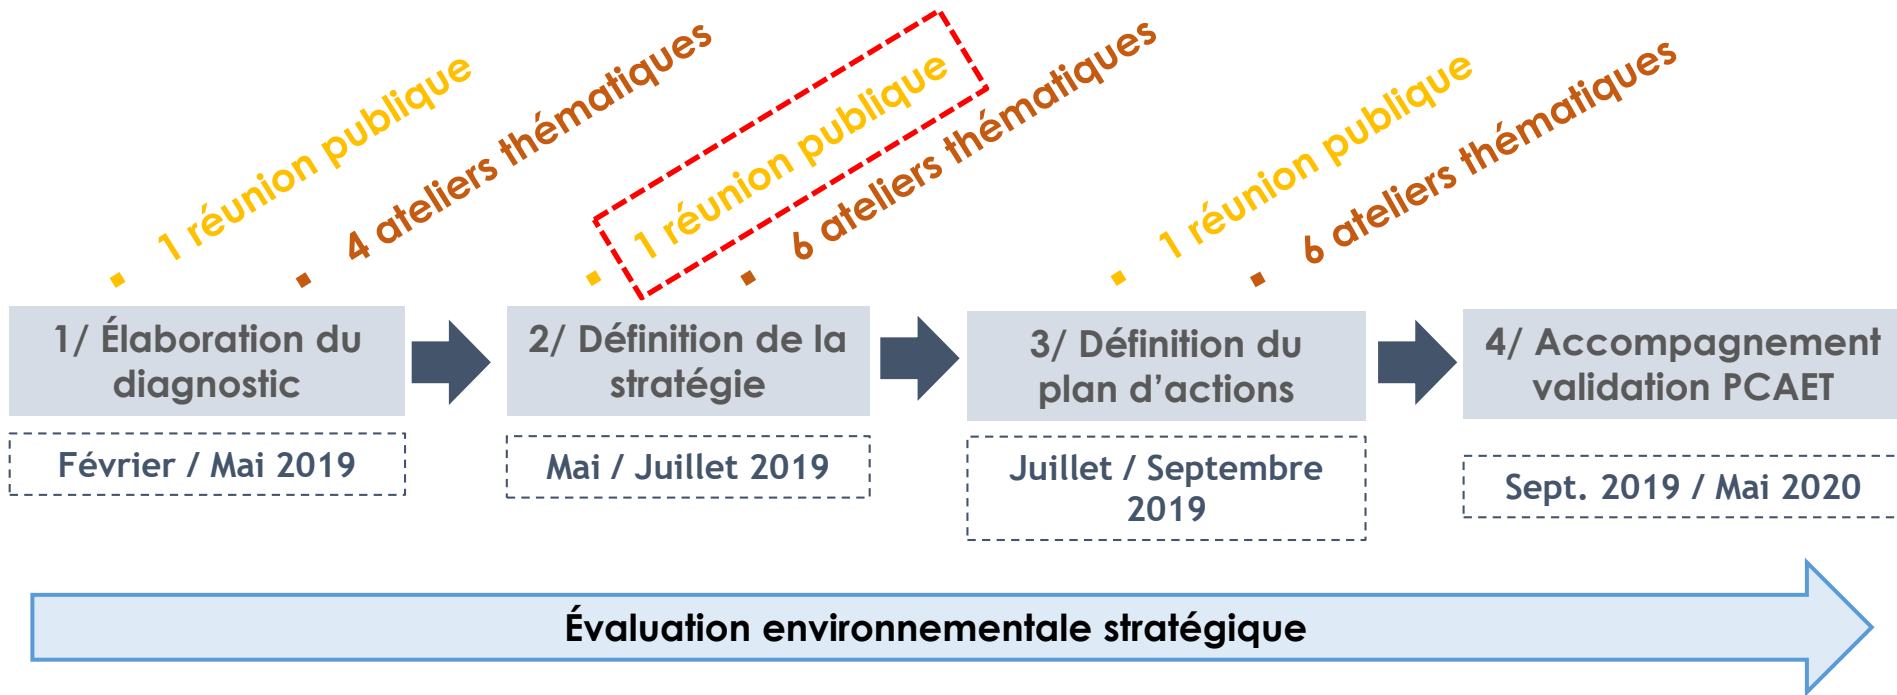 1 réunion publique
4 ateliers thématiques
1 réunion publique
6 ateliers thématiques
1 réunion publique
6 ateliers thématiques
1/ Élaboration du
diagnostic
2/ Définition de la
stratégie
3/ Définition du
plan d’actions
4/ Accompagnement
validation PCAET
Février / Mai 2019
Mai / Juillet 2019
Juillet / Septembre
2019
Sept. 2019 / Mai 2020
Évaluation environnementale stratégique